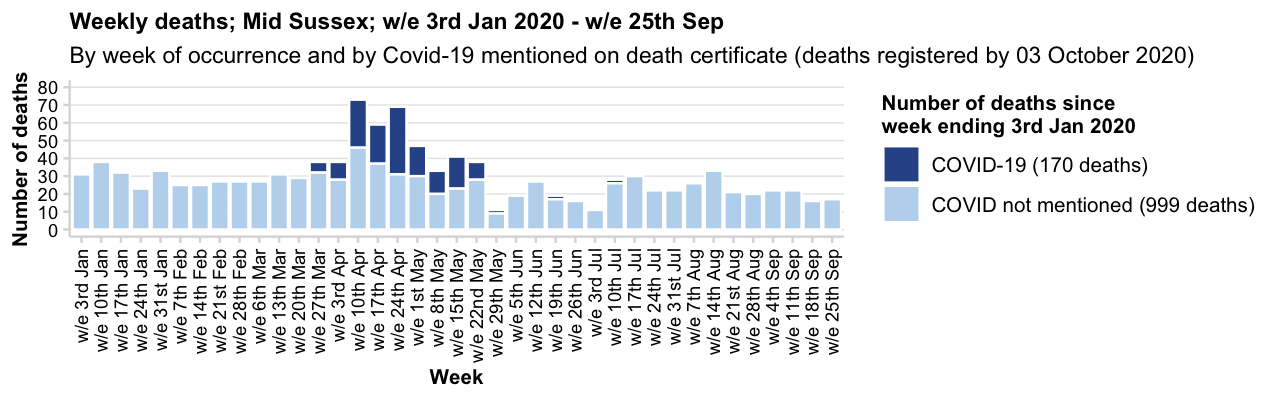 Weekly deaths; Mid Sussex; w/e 3rd Jan 2020 - w/e 25th Sep
By week of occurrence and by Covid-19 mentioned on death certificate (deaths registered by 03 October 2020)
Number of deaths
80
70
60
50
40
30
20
10
0
w/e 3rd Jan
w/e 10th Jan
w/e 17th Jan
w/e 24th Jan
w/e 31st Jan
w/e 7th Feb
w/e 14th Feb
w/e 21st Feb
w/e 28th Feb
w/e 6th Mar
w/e 13th Mar
w/e 20th Mar
w/e 27th Mar
w/e 3rd Apr
w/e 10th Apr
w/e 17th Apr
w/e 24th Apr
w/e 1st May
w/e 8th May
w/e 15th May
w/e 22nd May
w/e 29th May
w/e 5th Jun
w/e 12th Jun
w/e 19th Jun
w/e 26th Jun
w/e 3rd Jul
w/e 10th Jul
w/e 17th Jul
w/e 24th Jul
w/e 31st Jul
w/e 7th Aug
w/e 14th Aug
w/e 21st Aug
w/e 28th Aug
w/e 4th Sep
w/e 11th Sep
w/e 18th Sep
w/e 25th Sep
Week
Number of deaths since
week ending 3rd Jan 2020
COVID-19 (170 deaths)
COVID not mentioned (999 deaths)